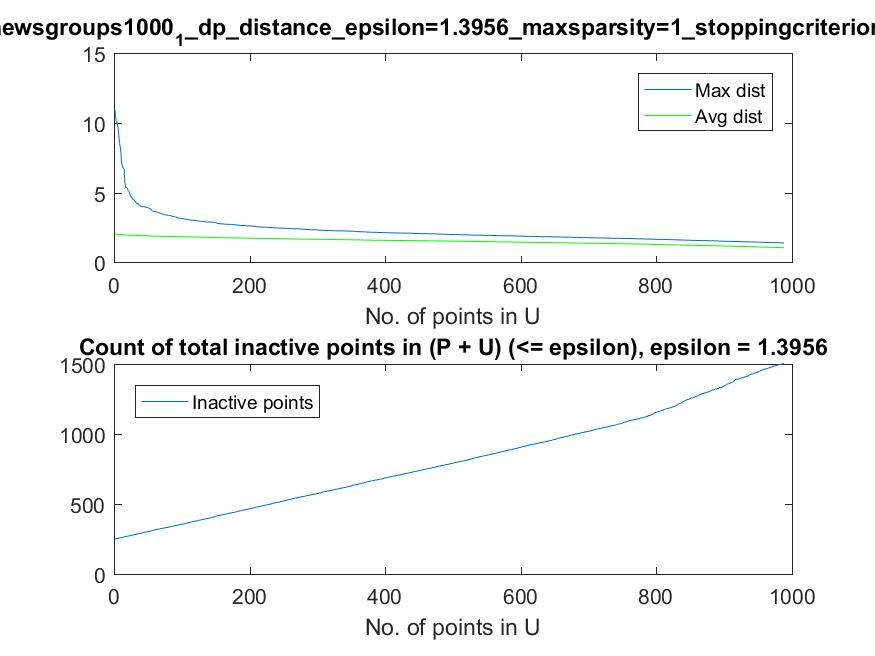 newsgroups1000_1_dp_distance_epsilon=1.3956_maxsparsity=1_stoppingcriterion
15
10
5
0
Max dist
Avg dist
0 200 400 600 800 1000
No. of points in U
Count of total inactive points in (P + U) (<= epsilon), epsilon = 1.3956
1500
1000
500
0
Inactive points
0 200 400 600 800 1000
No. of points in U